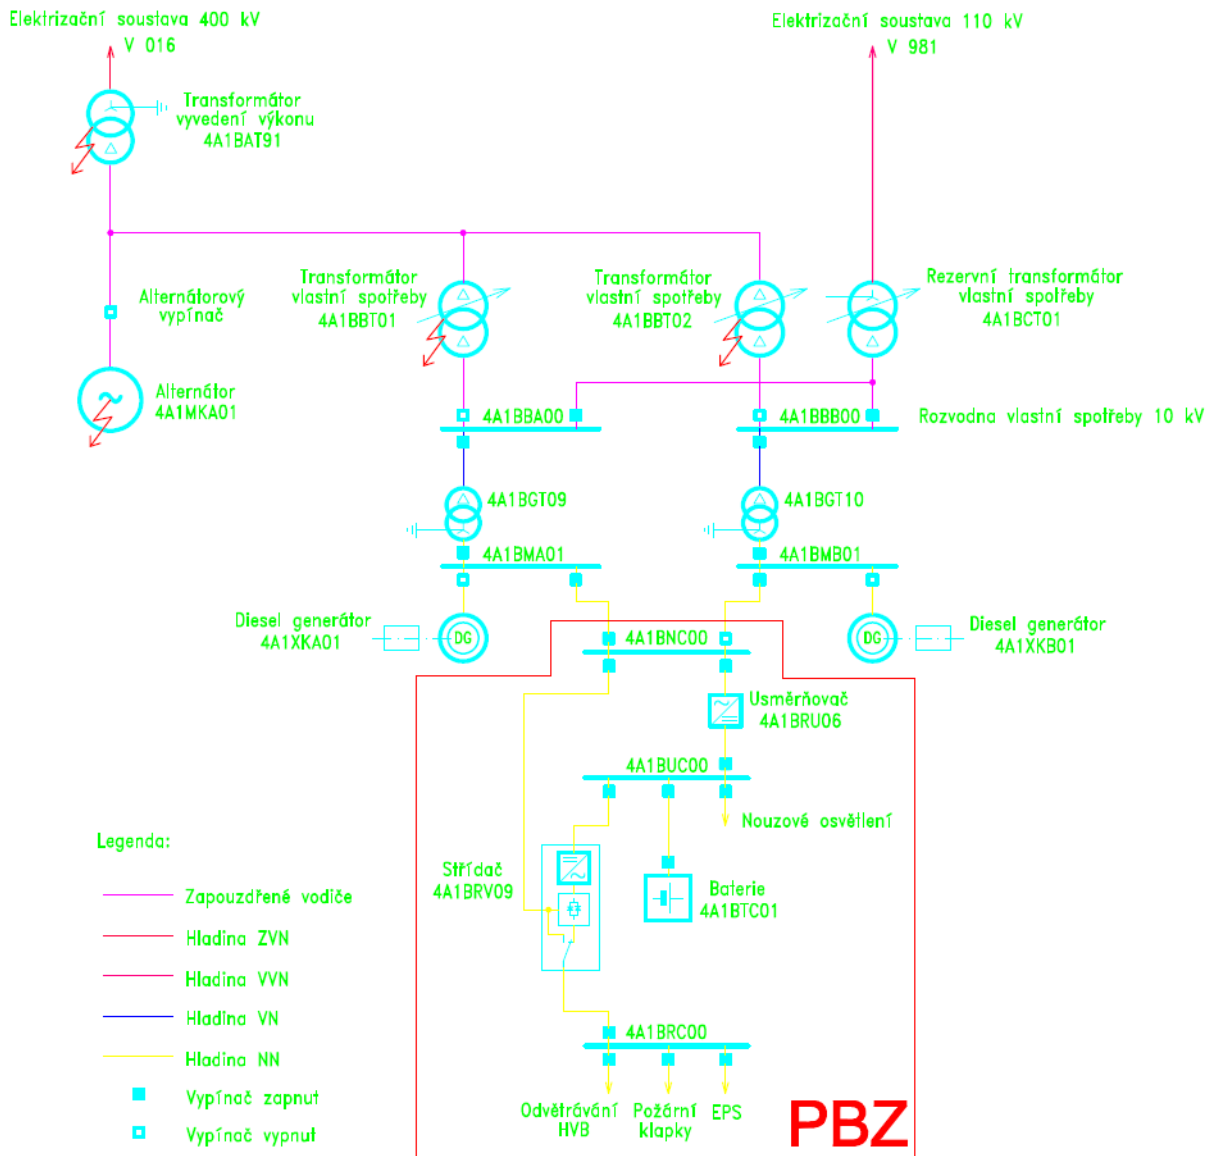 Elektrizační soustava 400 kV
V 016
Elektrizační soustava 110 kV
V 981
Transformátor
vyvedení výkonu
4A1BAT91
Alternátorový
vypínač
Transformátor
vlastní spotřeby
4A1BBT01
Transformátor
vlastní spotřeby
4A1BBT02
Rezervní transformátor
vlastní spotřeby
4A1BCT01
Alternátor
4A1MKA01
4A1BBA00
4A1BBB00
Rozvodna vlastní spotřeby 10 kV
4A1BGT09
4A1BGT10
4A1BMA01
4A1BMB01
Diesel generátor
4A1XKA01
DG
4A1BNC00
DG
Diesel generátor
4A1XKB01
Usměrňovač
4A1BRU06
4A1BUC00
Nouzové osvětlení
Střídač
4A1BRV09
Baterie
4A1BTC01
4A1BRC00
Odvětrávání
HVB
Požární
klapky
EPS
PBZ
Legenda:
Zapouzdřené vodiče
Hladina ZVN
Hladina VVN
Hladina VN
Hladina NN
Vypínač zapnut
Vypínač vypnut